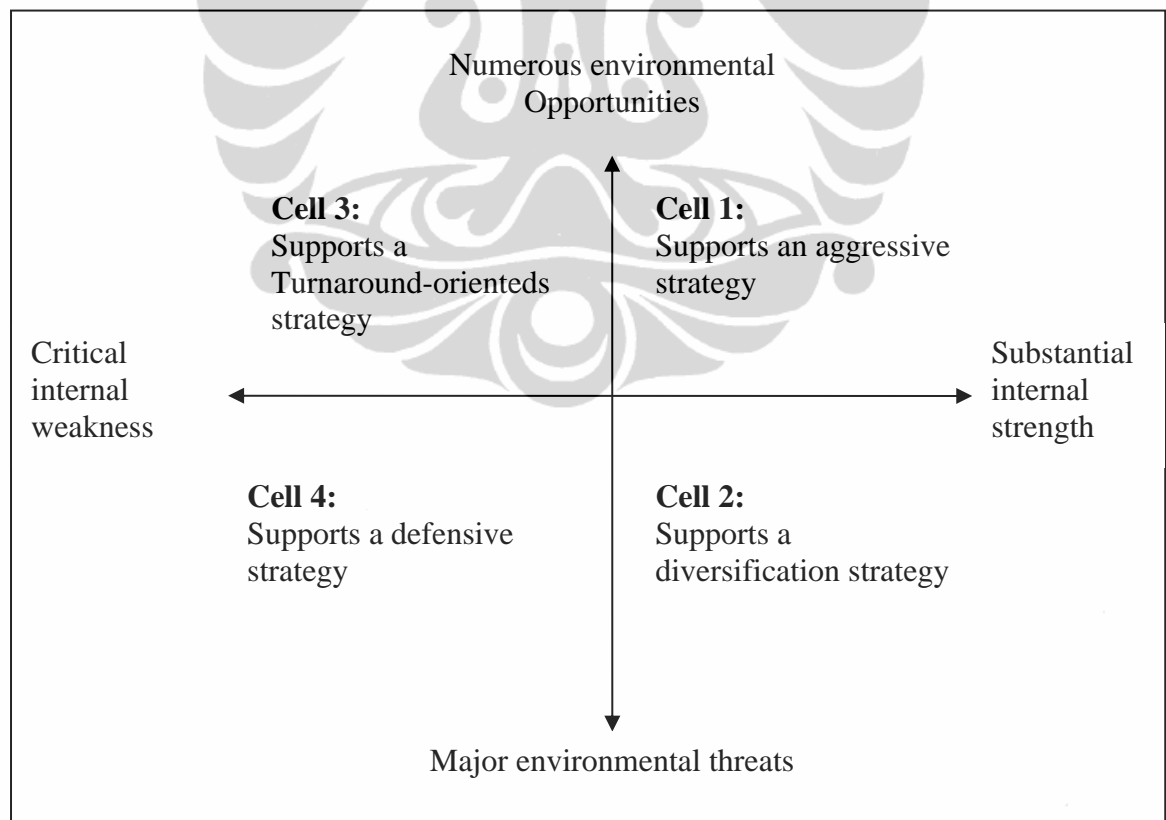 Numerous environmental
Opportunities
Cell 3:
Supports a
Turnaround-orienteds
strategy
Cell 1:
Supports an aggressive
strategy
Critical
internal
weakness
Substantial
internal
strength
Cell 4:
Supports a defensive
strategy
Cell 2:
Supports a
diversification strategy
Major environmental threats